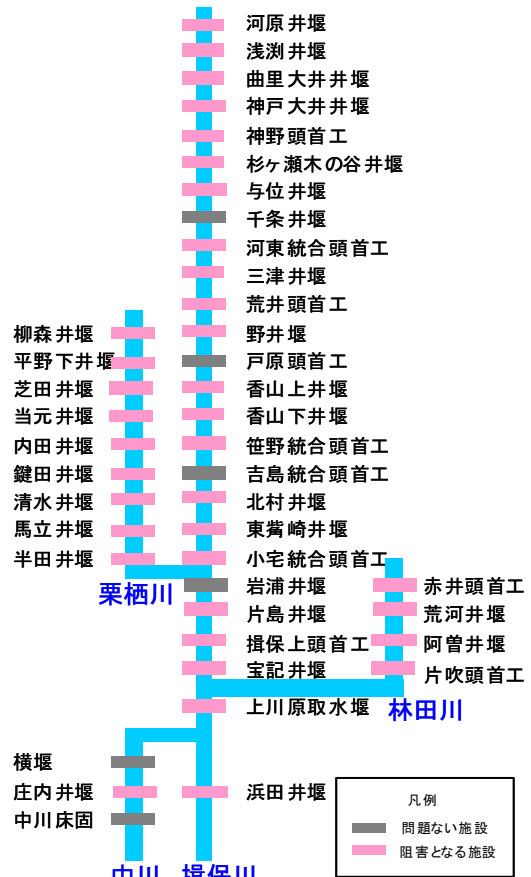 河原井堰
浅渕井堰
曲里大井井堰
神戸大井井堰
神野頭首工
杉ヶ瀬木の谷井堰
与位井堰
千条井堰
河東統合頭首工
三津井堰
荒井頭首工
野井堰
戸原頭首工
香山上井堰
香山下井堰
笹野統合頭首工
吉島統合頭首工
北村井堰
東觜崎井堰
小宅統合頭首工
柳森井堰
平野下井堰
芝田井堰
当元井堰
内田井堰
鍵田井堰
清水井堰
馬立井堰
半田井堰
栗栖川
岩浦井堰
片島井堰
揖保上頭首工
宝記井堰
上川原取水堰
赤井頭首工
荒河井堰
阿曽井堰
片吹頭首工
林田川
横堰
庄内井堰
中川床固
浜田井堰
中川
揖保川
凡例
問題ない施設
阻害となる施設